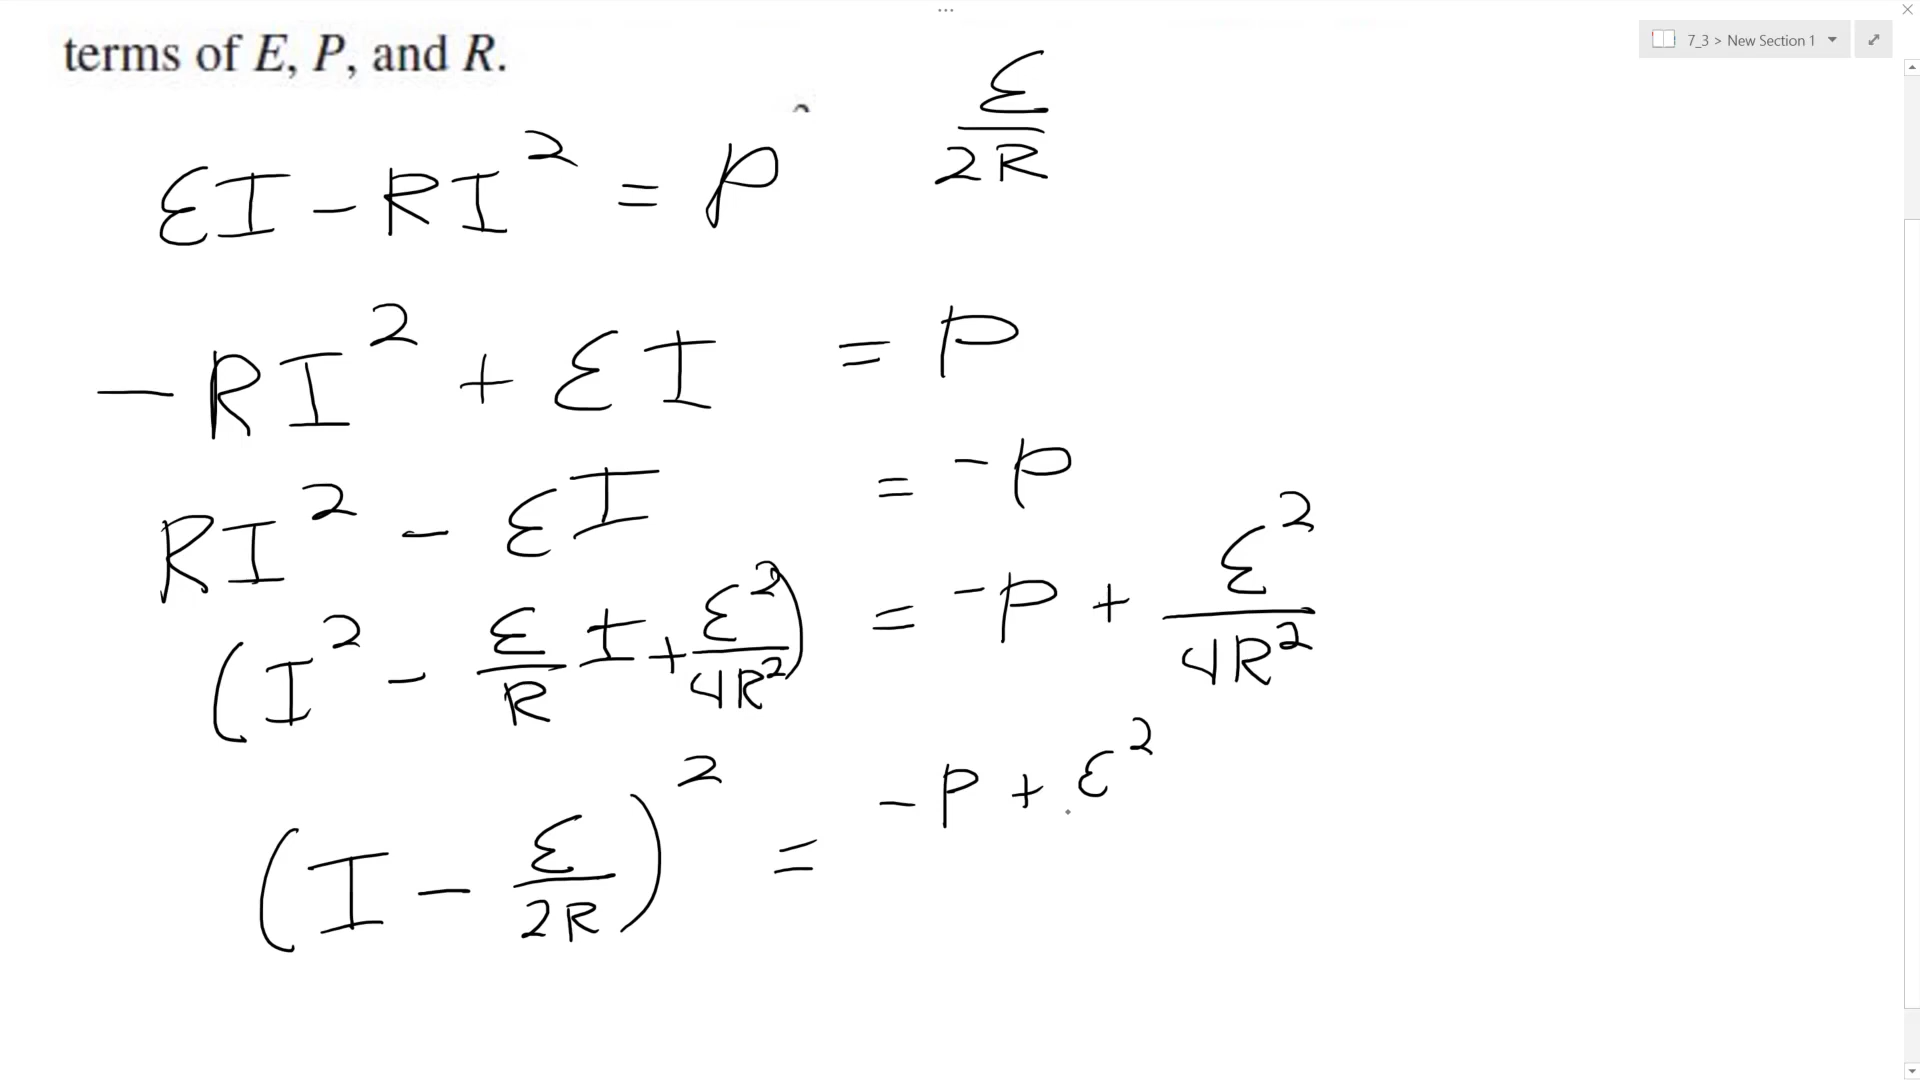 7_3 > New Section 1
terms of E, P, and R.
ℰ/2R
ℰI - RI² = P
-RI² + ℰI = P
RI² - ℰI = -P
(I² - ℰ/R I + ℰ²/4R²) = -P + ℰ²/4R²
(I - ℰ/2R)² = -P + ℰ²